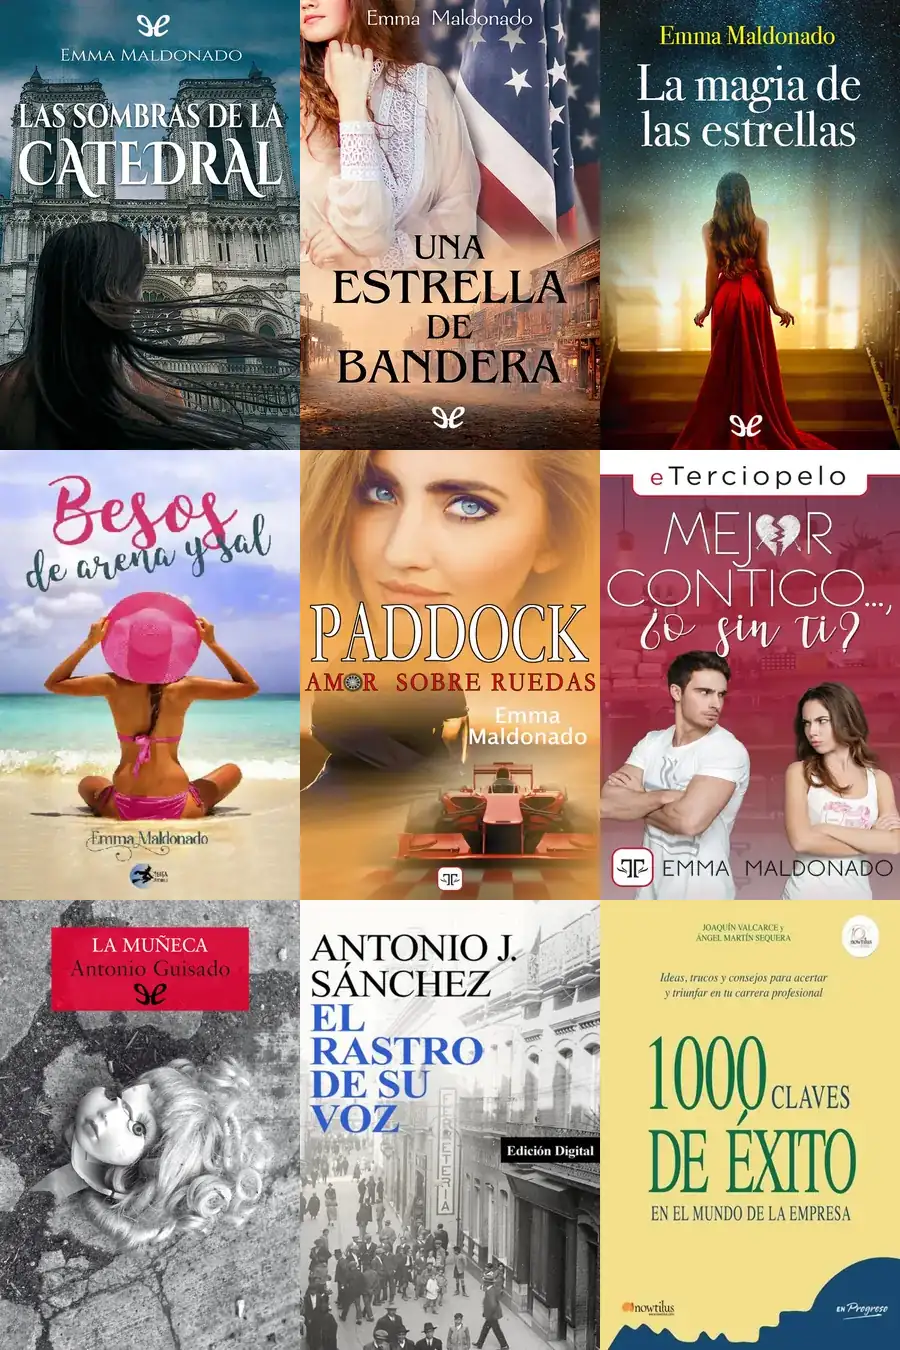 EMMA MALDONADO
LAS SOMBRAS DE LA
CATEDRAL
Emma Maldonado
UNA
ESTRELLA
DE
BANDERA
Emma Maldonado
La magia de
las estrellas
Besos
de arena y sal
Emma Maldonado
PADDOCK
AMOR SOBRE RUEDAS
Emma
Maldonado
eTerciopelo
MEJOR
CONTIGO...,
¿o sin ti?
EMMA MALDONADO
LA MUÑECA
Antonio Guisado
ANTONIO J.
SÁNCHEZ
EL
RASTRO
DE SU
VOZ
Edición Digital
JOAQUÍN VALCARCE y
ÁNGEL MARTÍN SEQUERA
nowtilus
Ideas, trucos y consejos para acertar
y triunfar en tu carrera profesional
1000 CLAVES
DE ÉXITO
EN EL MUNDO DE LA EMPRESA
nowtilus
EN Progreso